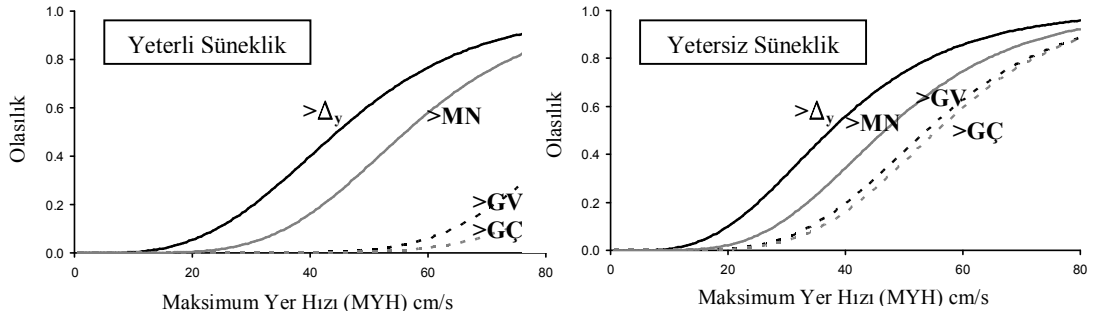 Yeterli Süneklik
Olasılık
1.0
0.8
0.6
0.4
0.2
0.0
>Δy
>MN
>GV
>GÇ
0 20 40 60 80
Maksimum Yer Hızı (MYH) cm/s
Yetersiz Süneklik
Olasılık
1.0
0.8
0.6
0.4
0.2
0.0
>Δy
>MN
>GV
>GÇ
0 20 40 60 80
Maksimum Yer Hızı (MYH) cm/s